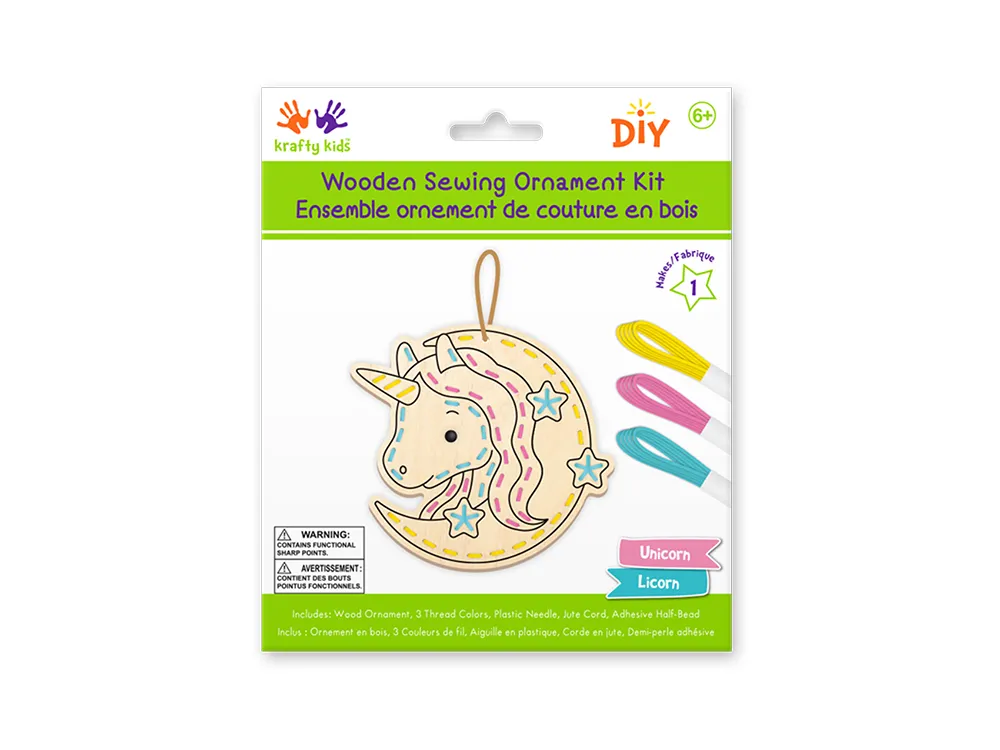 krafty kids™
DIY
6+
Wooden Sewing Ornament Kit
Ensemble ornement de couture en bois
Makes/Fabrique
1
WARNING:
CONTAINS FUNCTIONAL
SHARP POINTS.
AVERTISSEMENT:
CONTIENT DES BOUTS
POINTUS FONCTIONNELS.
Unicorn
Licorn
Includes: Wood Ornament, 3 Thread Colors, Plastic Needle, Jute Cord, Adhesive Half-Bead
Inclus : Ornement en bois, 3 Couleurs de fil, Aiguille en plastique, Corde en jute, Demi-perle adhésive